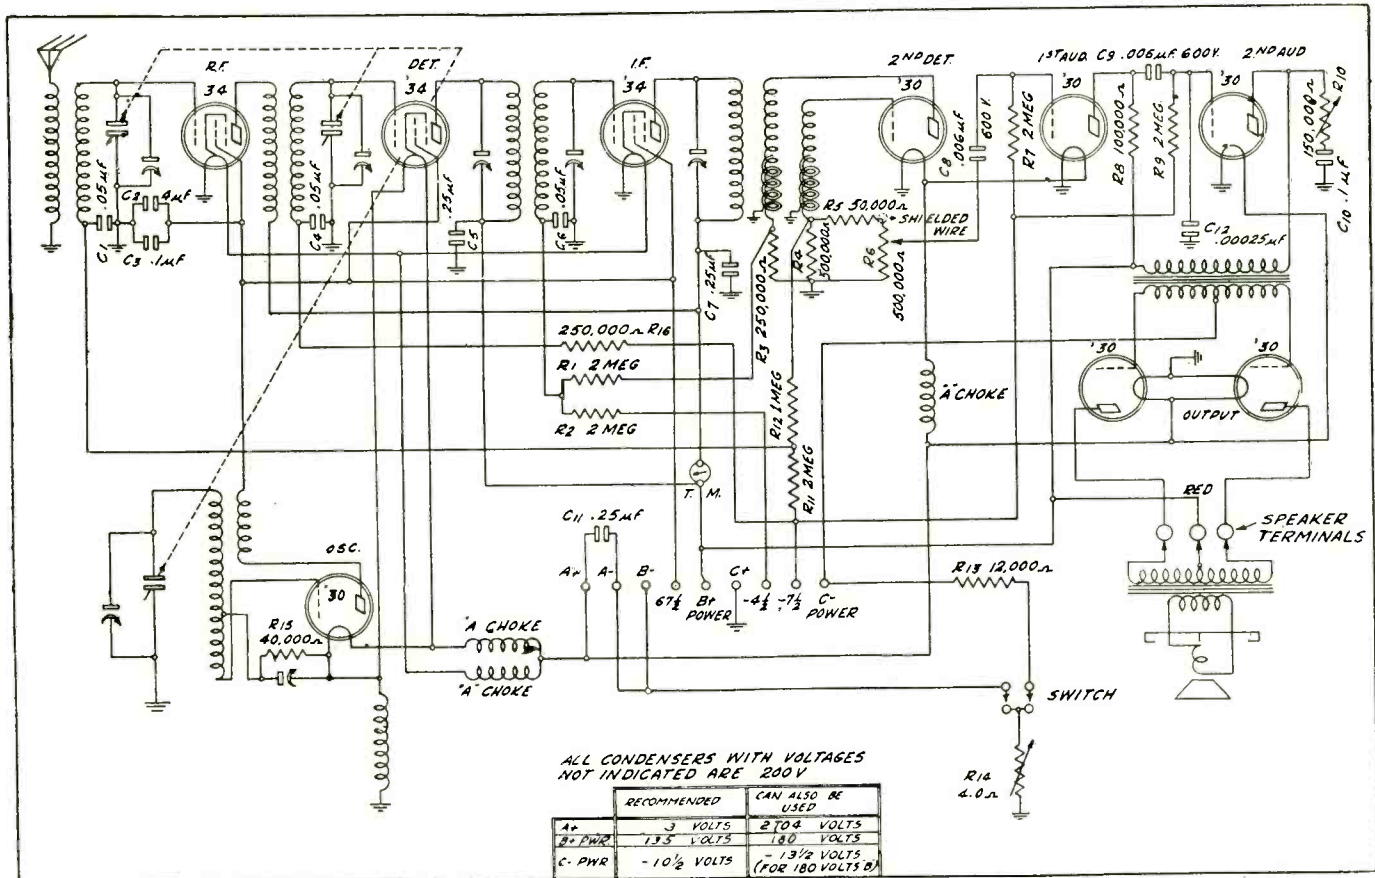 R.F.
'34
DET.
'34
I.F.
'34
2ND DET.
'30
1ST AUD.
'30
C9 .006µF. 600V.
2ND AUD
'30
C1
.05µF
C2
C3 .1µF
C4
.05µF
.25µF
C5
.05µF
C6
C7 .25µF
C8
.006µF
600 V.
R7 2 MEG
R8 100,000Ω
R9 2 MEG
150,000Ω
R10
C10 .1µF
C12
.00025µF
R5 50,000Ω
SHIELDED
WIRE
R4
500,000Ω
R6
500,000Ω
R3 250,000Ω
250,000Ω R16
R1 2 MEG
R2 2 MEG
R12 1 MEG
R11 2 MEG
"A" CHOKE
'30
'30
OUTPUT
T. M.
RED
SPEAKER
TERMINALS
OSC.
'30
R15
40,000Ω
"A" CHOKE
"A" CHOKE
C11 .25µF
A+
A-
B-
67½
B+
POWER
C+
-4½
-7½
C-
POWER
R13 12,000Ω
SWITCH
R14
4.0Ω
ALL CONDENSERS WITH VOLTAGES
NOT INDICATED ARE 200V
RECOMMENDED
CAN ALSO BE
USED
A+ 3 VOLTS 2 TO 4 VOLTS
B+ PWR 135 VOLTS 180 VOLTS
C- PWR -10½ VOLTS -13½ VOLTS
(FOR 180 VOLTS B)